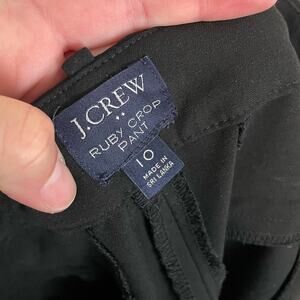 J.CREW
RUBY CROP
PANT
10
MADE IN
SRI LANKA